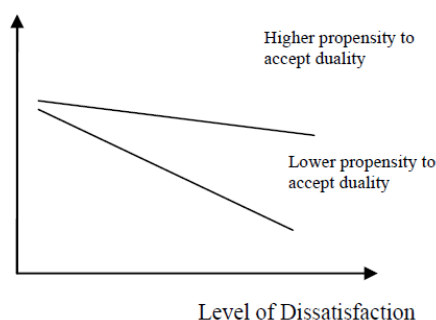 Higher propensity to
accept duality
Lower propensity to
accept duality
Level of Dissatisfaction